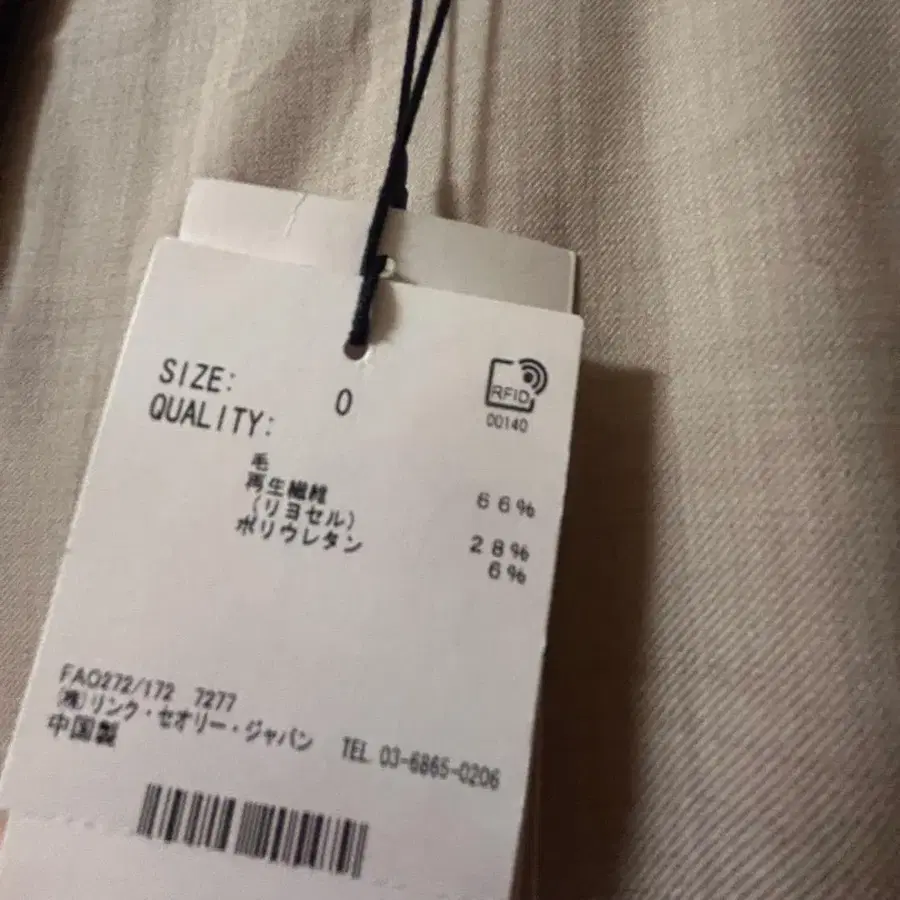 SIZE: 0
QUALITY:
RFID
00140
毛 66%
再生繊維
(リヨセル) 28%
ポリウレタン 6%
FAO272/172 7277
(株)リンク・セオリー・ジャパン TEL 03-6865-0206
中国製